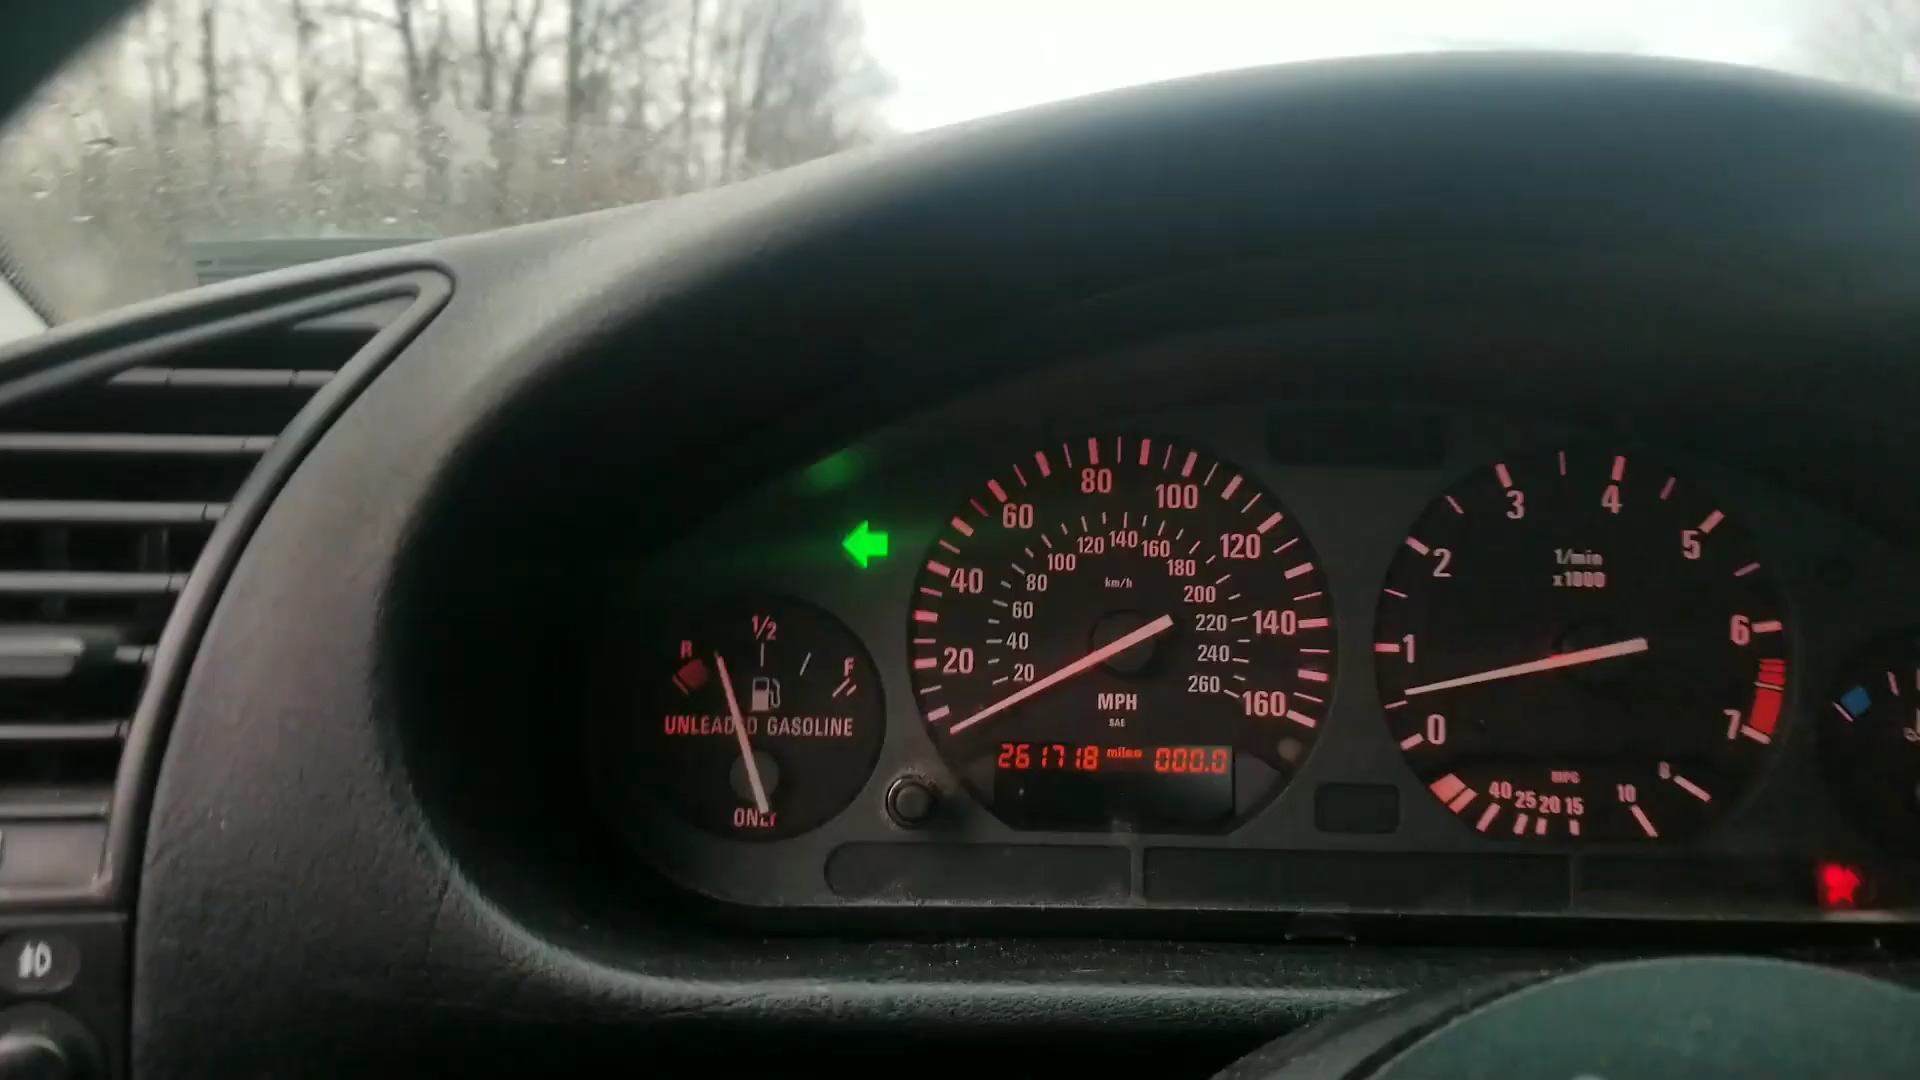 R 1/2 F
UNLEADED GASOLINE
ONLY
20 40 60 80 100 120 140 160
20 40 60 80 100 120 140 160 180 200 220 240 260
km/h
MPH
SAE
261718 miles 000.0
0 1 2 3 4 5 6 7
1/min
x1000
MPG
40 25 20 15 10 8